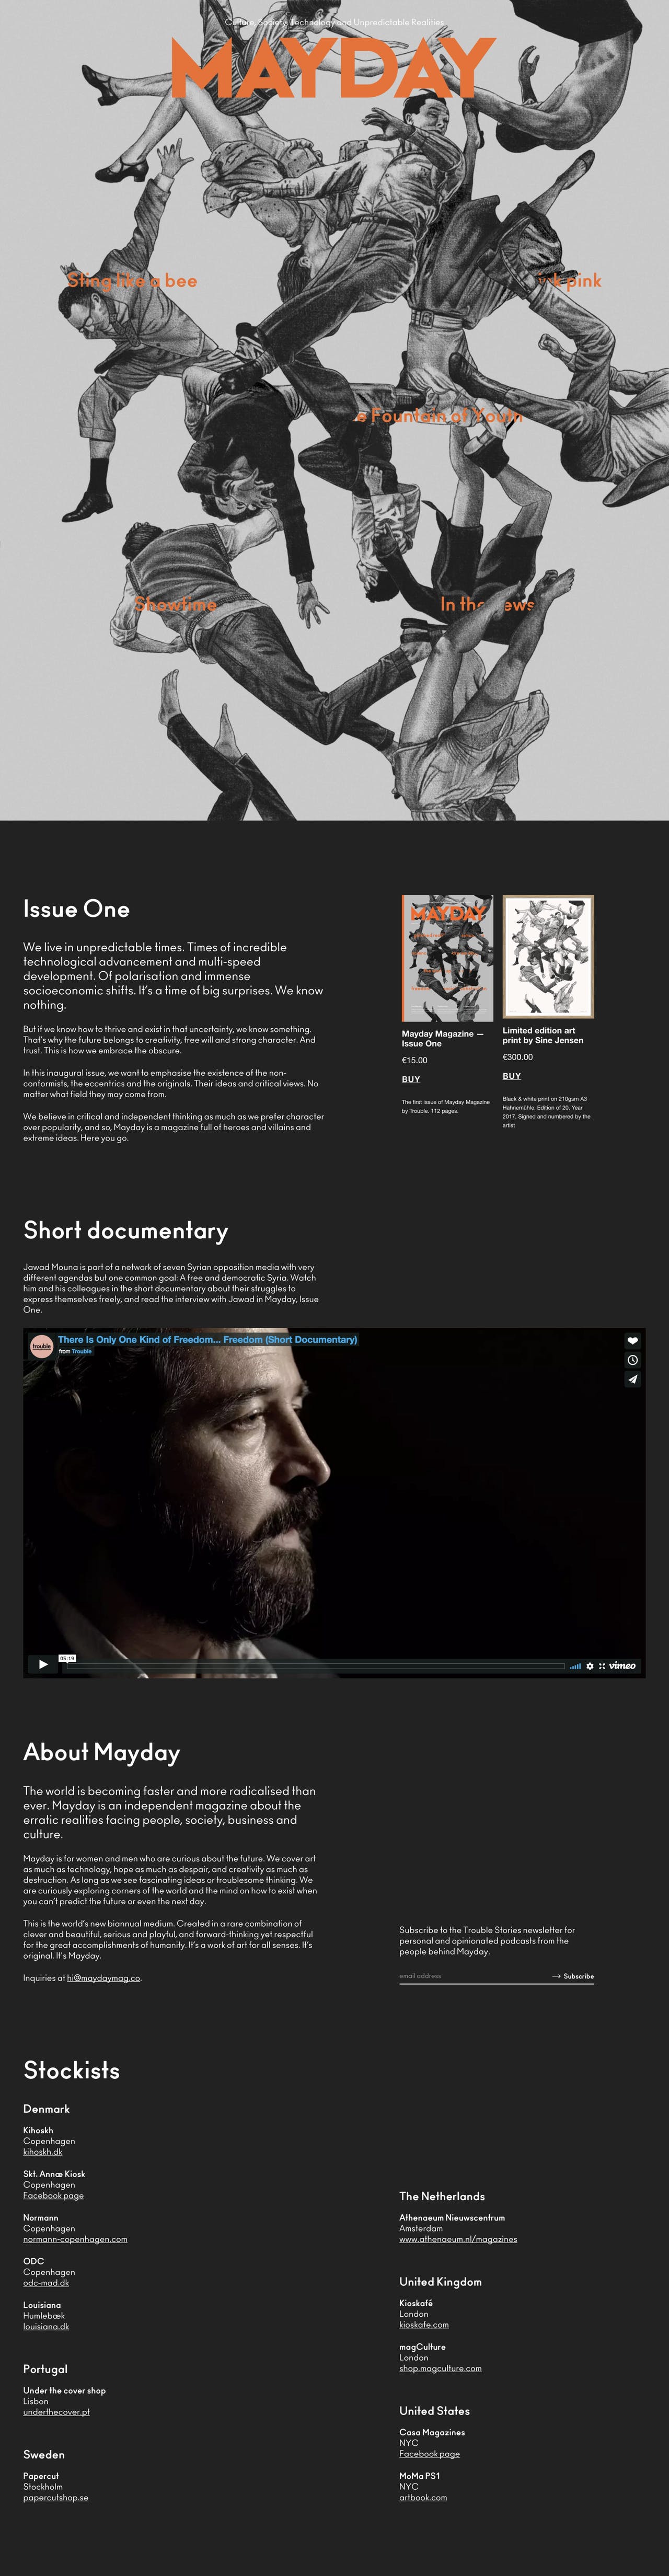 Culture, Society, Technology and Unpredictable Realities
MAYDAY
Sting like a bee
pink
Fountain of Youth
Showtime
In the News
Issue One
We live in unpredictable times. Times of incredible
technological advancement and multi-speed
development. Of polarisation and immense
socioeconomic shifts. It's a time of big surprises. We know
nothing.
But if we know how to thrive and exist in that uncertainty, we know something.
That's why the future belongs to creativity, free will and strong character. And
trust. This is how we embrace the obscure.
In this inaugural issue, we want to emphasise the existence of the non-
conformists, the eccentrics and the originals. Their ideas and critical views. No
matter what field they may come from.
We believe in critical and independent thinking as much as we prefer character
over popularity, and so, Mayday is a magazine full of heroes and villains and
extreme ideas. Here you go.
MAYDAY
Mayday Magazine —
Issue One
€15.00
BUY
The first issue of Mayday Magazine
by Trouble. 112 pages.
Limited edition art
print by Sine Jensen
€300.00
BUY
Black & white print on 210gsm A3
Hahnemühle, Edition of 20, Year
2017, Signed and numbered by the
artist
Short documentary
Jawad Mouna is part of a network of seven Syrian opposition media with very
different agendas but one common goal: A free and democratic Syria. Watch
him and his colleagues in the short documentary about their struggles to
express themselves freely, and read the interview with Jawad in Mayday, Issue
One.
trouble
There Is Only One Kind of Freedom... Freedom (Short Documentary)
from Trouble
05:19
vimeo
About Mayday
The world is becoming faster and more radicalised than
ever. Mayday is an independent magazine about the
erratic realities facing people, society, business and
culture.
Mayday is for women and men who are curious about the future. We cover art
as much as technology, hope as much as despair, and creativity as much as
destruction. As long as we see fascinating ideas or troublesome thinking. We
are curiously exploring corners of the world and the mind on how to exist when
you can't predict the future or even the next day.
This is the world's new biannual medium. Created in a rare combination of
clever and beautiful, serious and playful, and forward-thinking yet respectful
for the great accomplishments of humanity. It's a work of art for all senses. It's
original. It's Mayday.
Inquiries at hi@maydaymag.co.
Subscribe to the Trouble Stories newsletter for
personal and opinionated podcasts from the
people behind Mayday.
email address
→ Subscribe
Stockists
Denmark
Kihoskh
Copenhagen
kihoskh.dk
Skt. Annæ Kiosk
Copenhagen
Facebook page
Normann
Copenhagen
normann-copenhagen.com
ODC
Copenhagen
odc-mad.dk
Louisiana
Humlebæk
louisiana.dk
Portugal
Under the cover shop
Lisbon
underthecover.pt
Sweden
Papercut
Stockholm
papercutshop.se
The Netherlands
Athenaeum Nieuwscentrum
Amsterdam
www.athenaeum.nl/magazines
United Kingdom
Kioskafé
London
kioskafe.com
magCulture
London
shop.magculture.com
United States
Casa Magazines
NYC
Facebook page
MoMa PS1
NYC
artbook.com